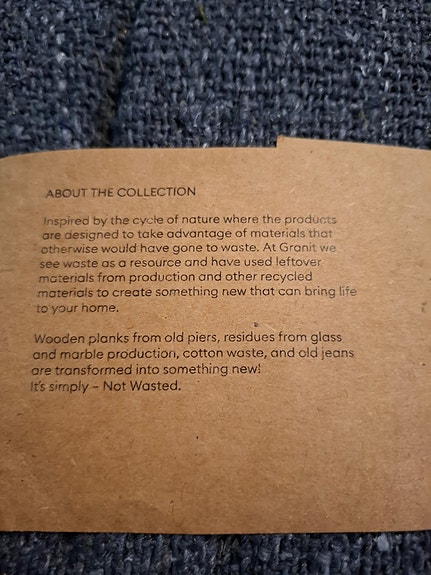 ABOUT THE COLLECTION
Inspired by the cycle of nature where the products
are designed to take advantage of materials that
otherwise would have gone to waste. At Granit we
see waste as a resource and have used leftover
materials from production and other recycled
materials to create something new that can bring life
to your home.
Wooden planks from old piers, residues from glass
and marble production, cotton waste, and old jeans
are transformed into something new!
It's simply – Not Wasted.